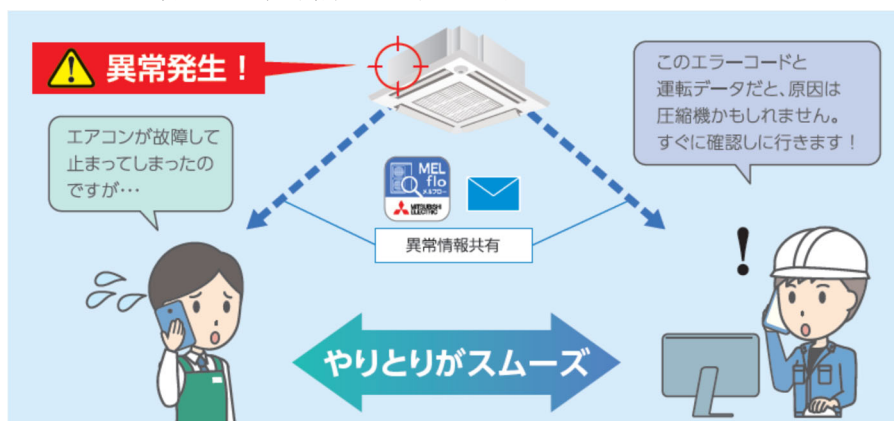 異常発生！
エアコンが故障して
止まってしまったの
ですが…
このエラーコードと
運転データだと、原因は
圧縮機かもしれません。
すぐに確認しに行きます！
MEL
flo
メルフロー
MITSUBISHI
ELECTRIC
異常情報共有
!
やりとりがスムーズ